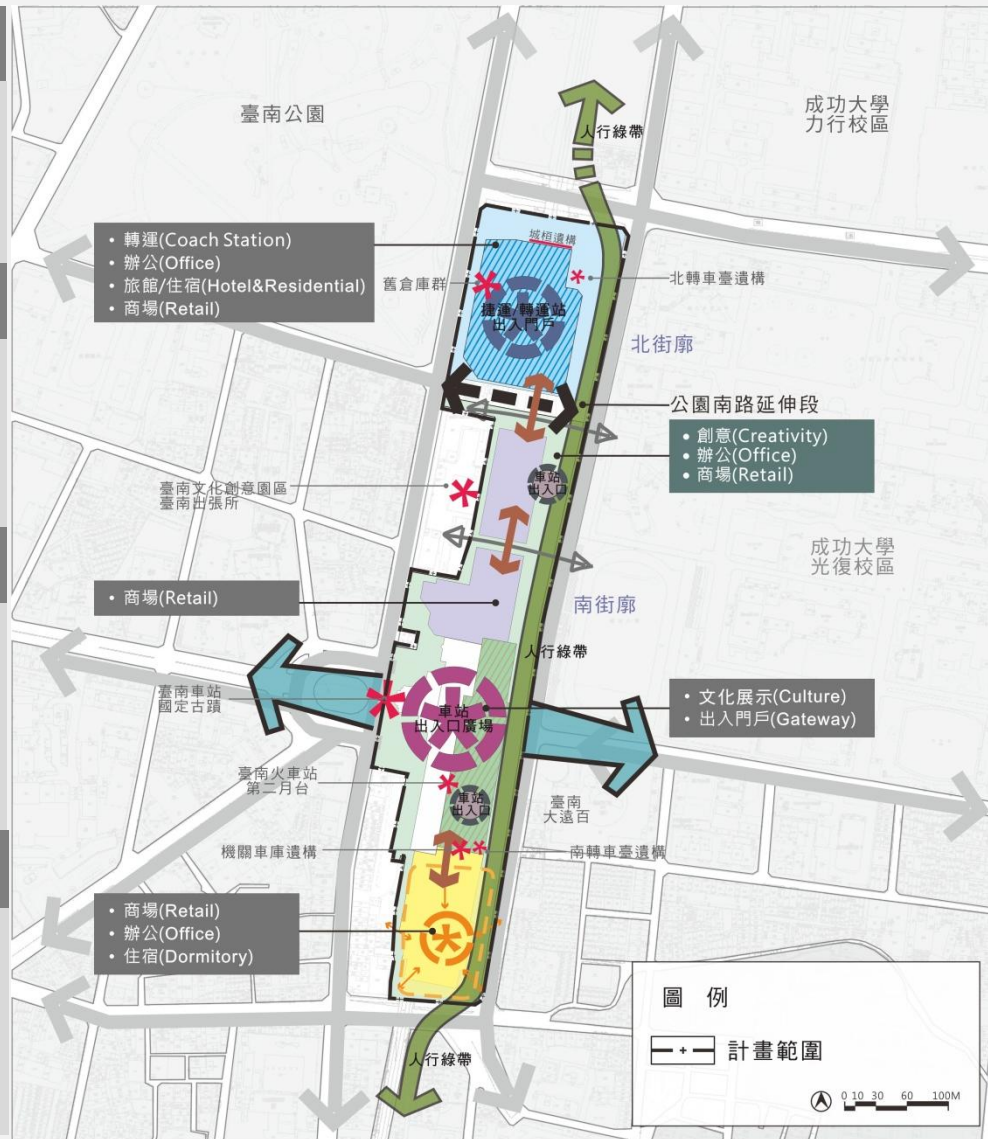 臺南公園
成功大學
力行校區
人行綠帶
• 轉運(Coach Station)
• 辦公(Office)
• 旅館/住宿(Hotel&Residential)
• 商場(Retail)
城垣遺構
舊倉庫群
北轉車臺遺構
捷運/轉運站
出入門戶
北街廓
公園南路延伸段
• 創意(Creativity)
• 辦公(Office)
• 商場(Retail)
車站
出入口
臺南文化創意園區
臺南出張所
成功大學
光復校區
• 商場(Retail)
南街廓
人行綠帶
臺南車站
國定古蹟
車站
出入口廣場
• 文化展示(Culture)
• 出入門戶(Gateway)
臺南火車站
第二月台
車站
出入口
臺南
大遠百
機關車庫遺構
南轉車臺遺構
• 商場(Retail)
• 辦公(Office)
• 住宿(Dormitory)
人行綠帶
圖 例
計畫範圍
0 10 30 60 100M